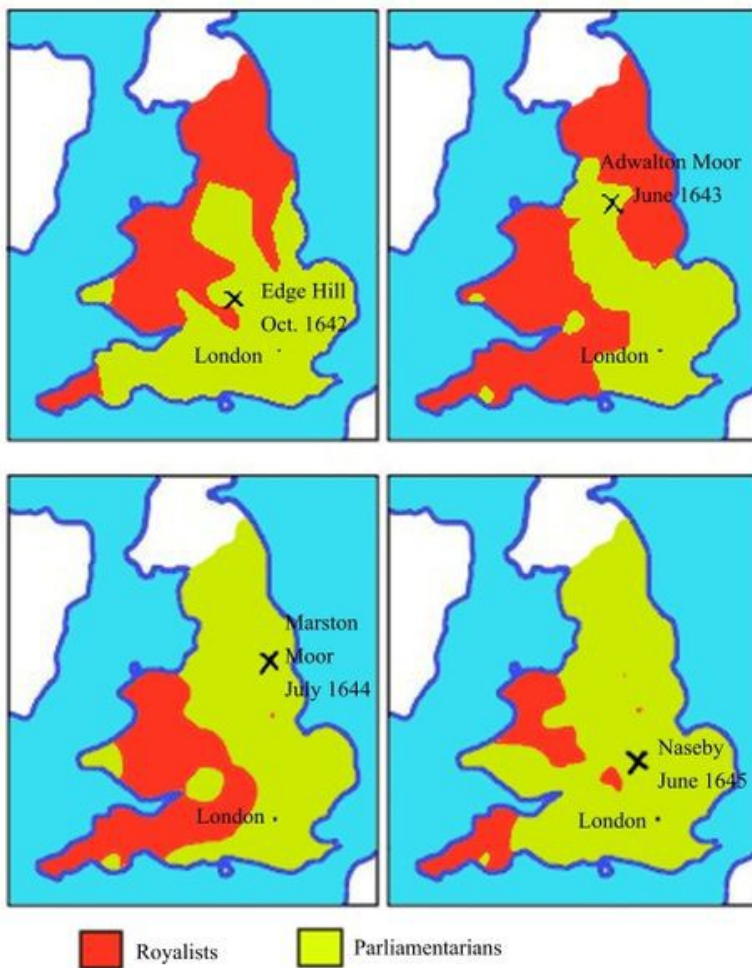 Edge Hill
Oct. 1642
London
Adwalton Moor
June 1643
London
Marston
Moor
July 1644
London
Naseby
June 1645
London
Royalists
Parliamentarians